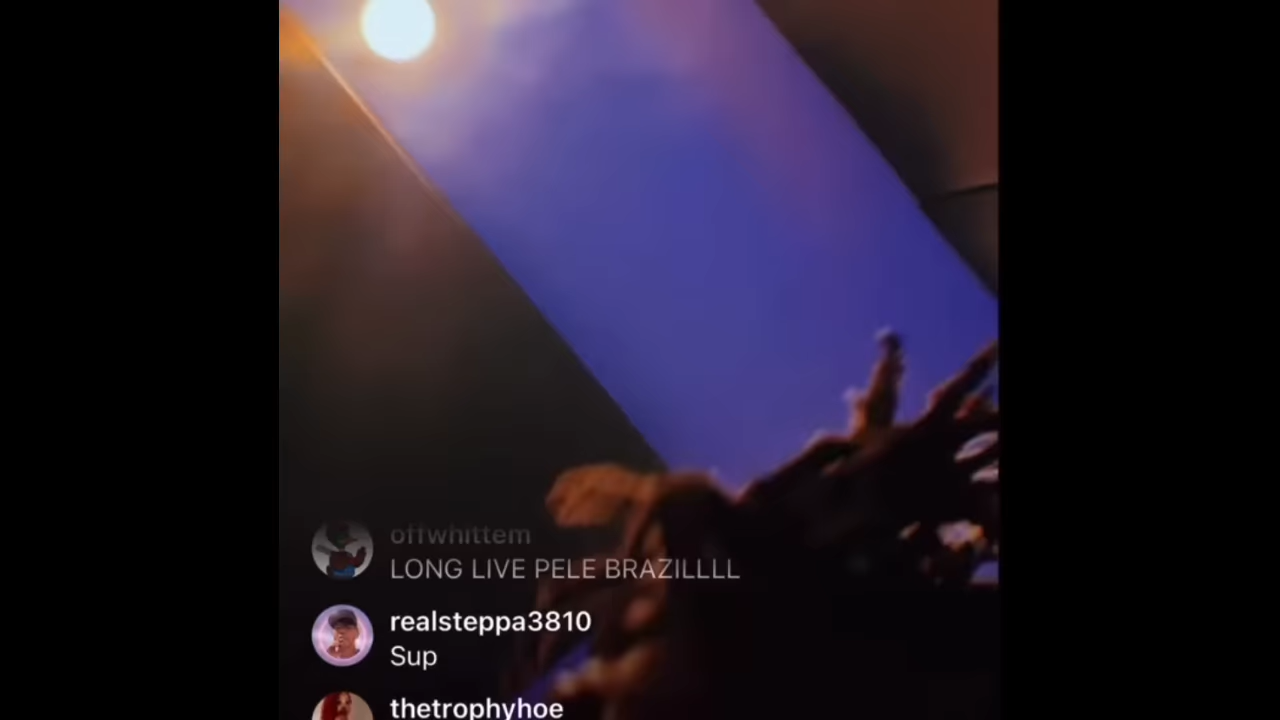 offwhittem
LONG LIVE PELE BRAZILLLL
realsteppa3810
Sup
thetrophyhoe